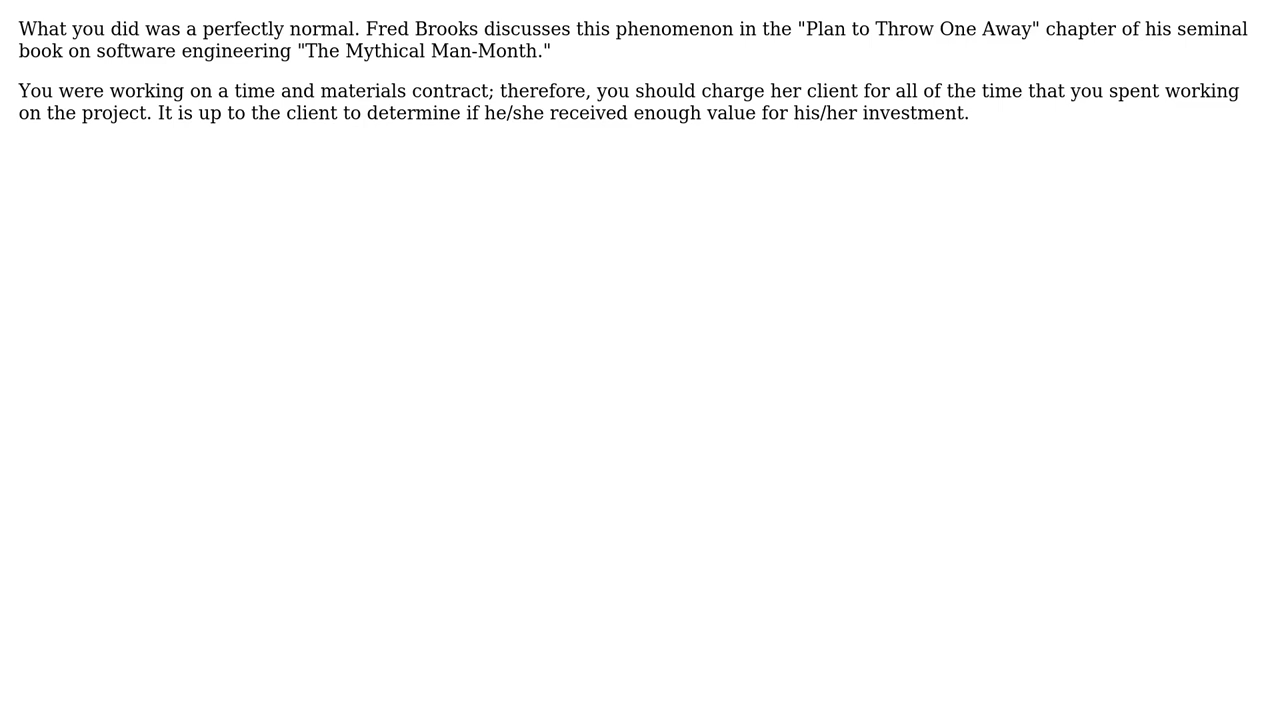 What you did was a perfectly normal. Fred Brooks discusses this phenomenon in the "Plan to Throw One Away" chapter of his seminal
book on software engineering "The Mythical Man-Month."
You were working on a time and materials contract; therefore, you should charge her client for all of the time that you spent working
on the project. It is up to the client to determine if he/she received enough value for his/her investment.